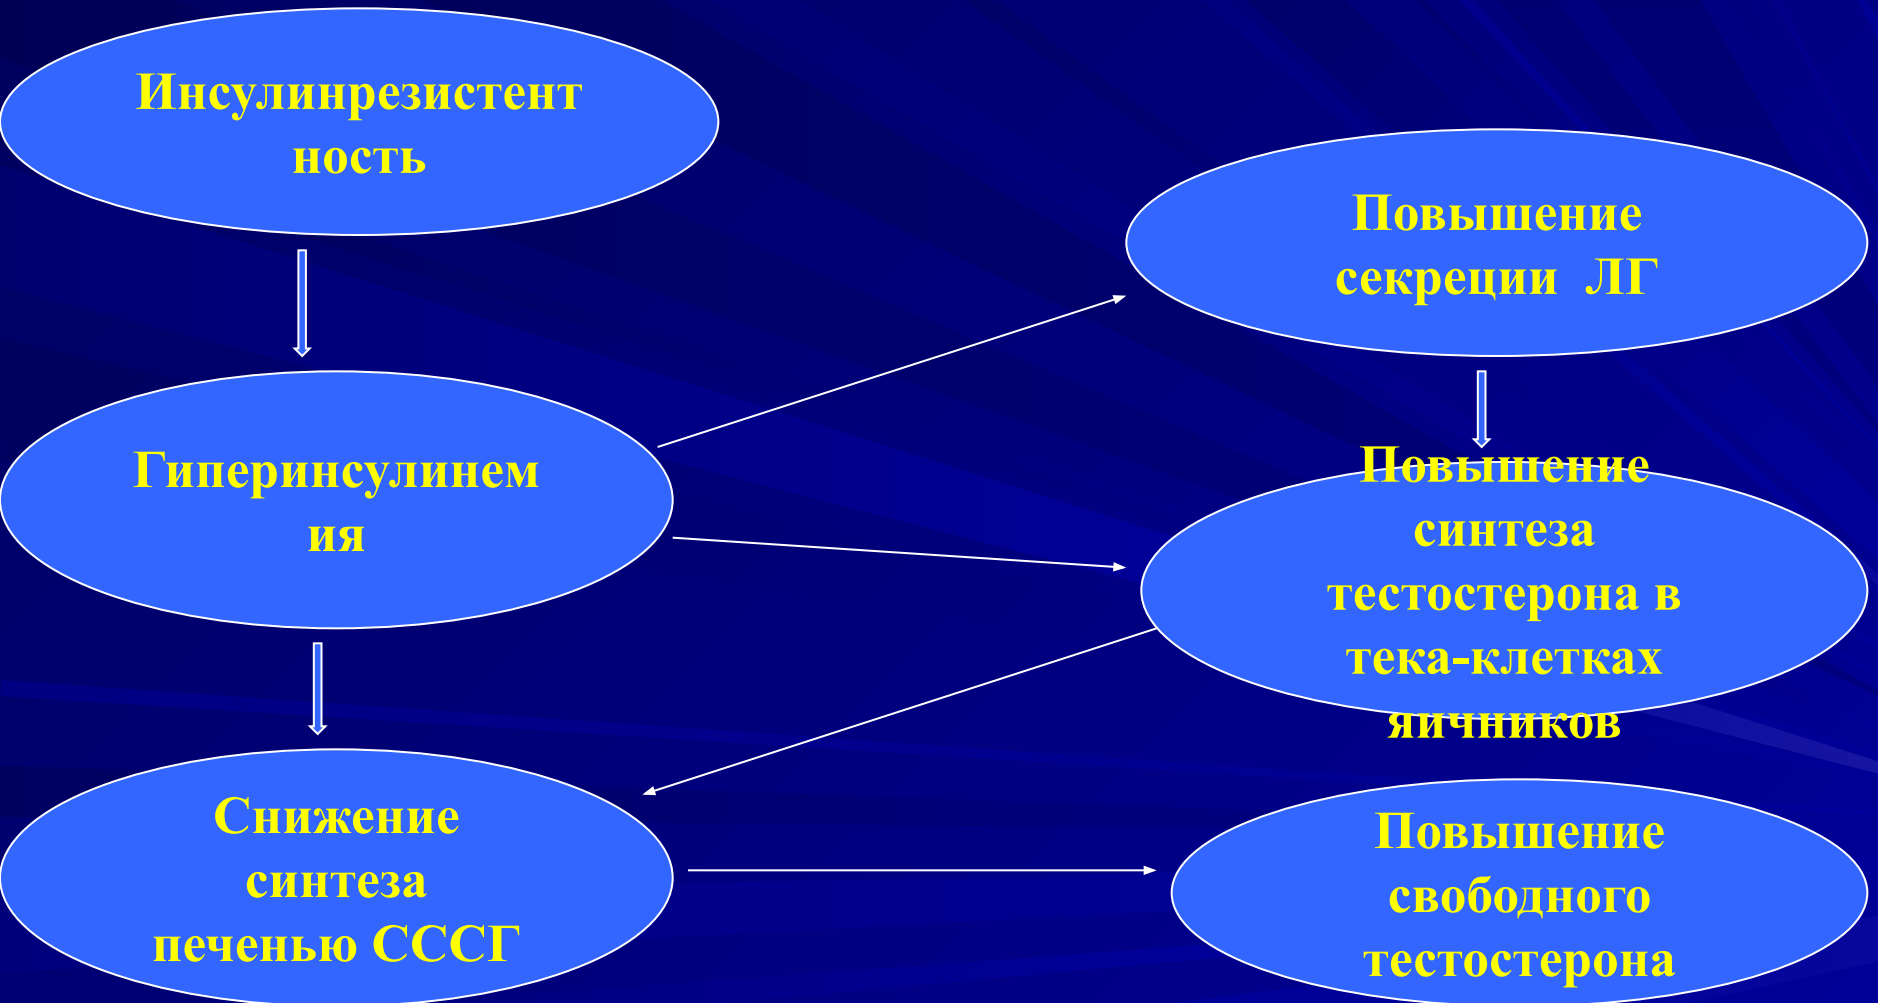 Инсулинрезистент
ность
Повышение
секреции ЛГ
Гиперинсулинем
ия
Повышение
синтеза
тестостерона в
тека-клетках
яичников
Снижение
синтеза
печенью СССГ
Повышение
свободного
тестостерона